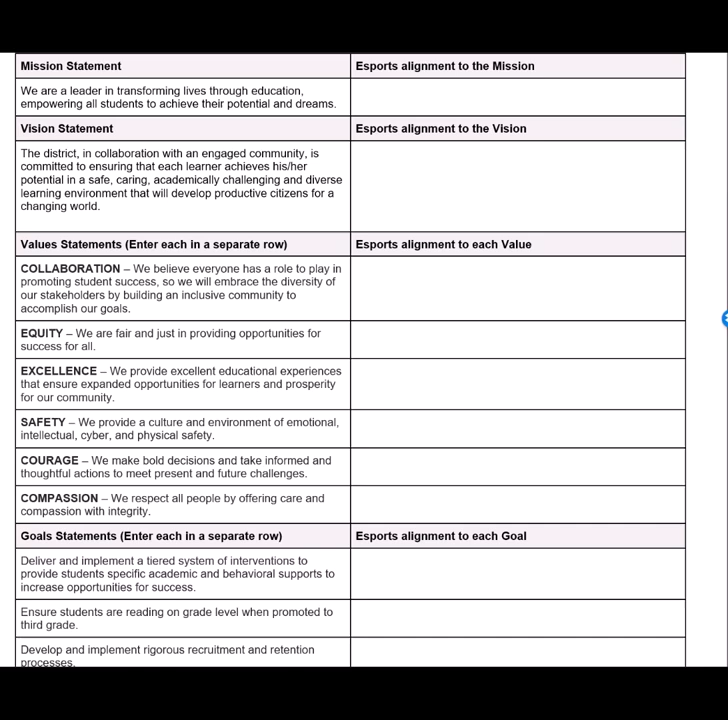 Mission Statement
Esports alignment to the Mission
We are a leader in transforming lives through education,
empowering all students to achieve their potential and dreams.
Vision Statement
Esports alignment to the Vision
The district, in collaboration with an engaged community, is
committed to ensuring that each learner achieves his/her
potential in a safe, caring, academically challenging and diverse
learning environment that will develop productive citizens for a
changing world.
Values Statements (Enter each in a separate row)
Esports alignment to each Value
COLLABORATION – We believe everyone has a role to play in
promoting student success, so we will embrace the diversity of
our stakeholders by building an inclusive community to
accomplish our goals.
EQUITY – We are fair and just in providing opportunities for
success for all.
EXCELLENCE – We provide excellent educational experiences
that ensure expanded opportunities for learners and prosperity
for our community.
SAFETY – We provide a culture and environment of emotional,
intellectual, cyber, and physical safety.
COURAGE – We make bold decisions and take informed and
thoughtful actions to meet present and future challenges.
COMPASSION – We respect all people by offering care and
compassion with integrity.
Goals Statements (Enter each in a separate row)
Esports alignment to each Goal
Deliver and implement a tiered system of interventions to
provide students specific academic and behavioral supports to
increase opportunities for success.
Ensure students are reading on grade level when promoted to
third grade.
Develop and implement rigorous recruitment and retention
processes.